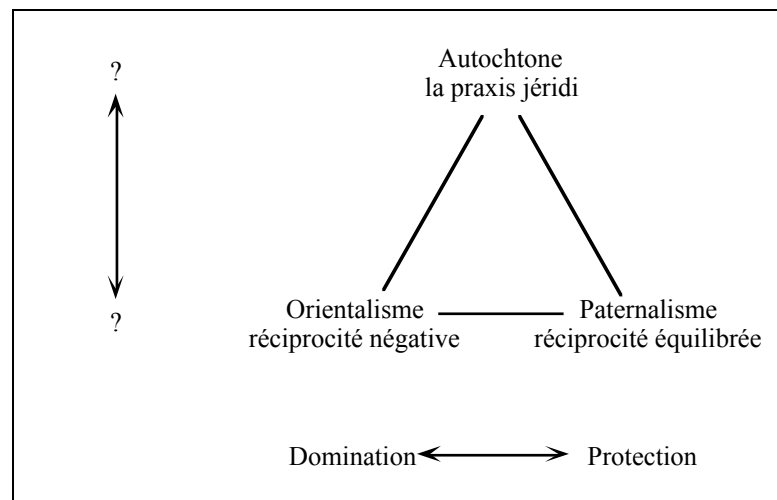 ?
Autochtone
la praxis jéridi
?
Orientalisme
réciprocité négative
Paternalisme
réciprocité équilibrée
Domination
Protection